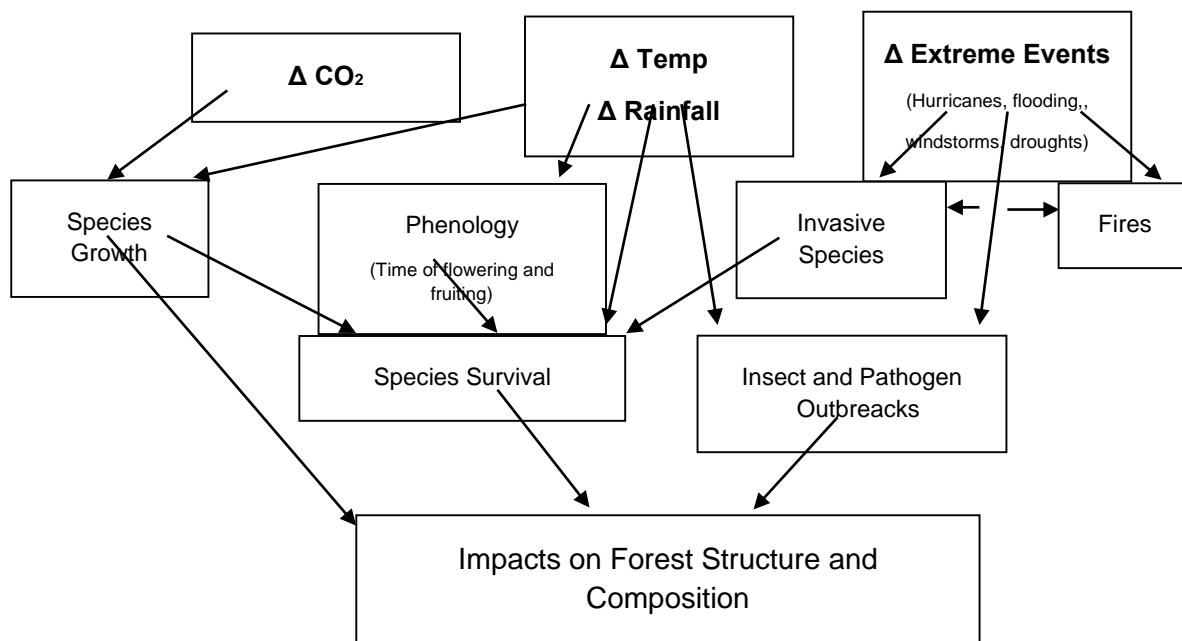 Δ CO₂
Δ Temp
Δ Rainfall
Δ Extreme Events
(Hurricanes, flooding,,
windstorms, droughts)
Species
Growth
Phenology
(Time of flowering and
fruiting)
Invasive
Species
Fires
Species Survival
Insect and Pathogen
Outbreacks
Impacts on Forest Structure and
Composition